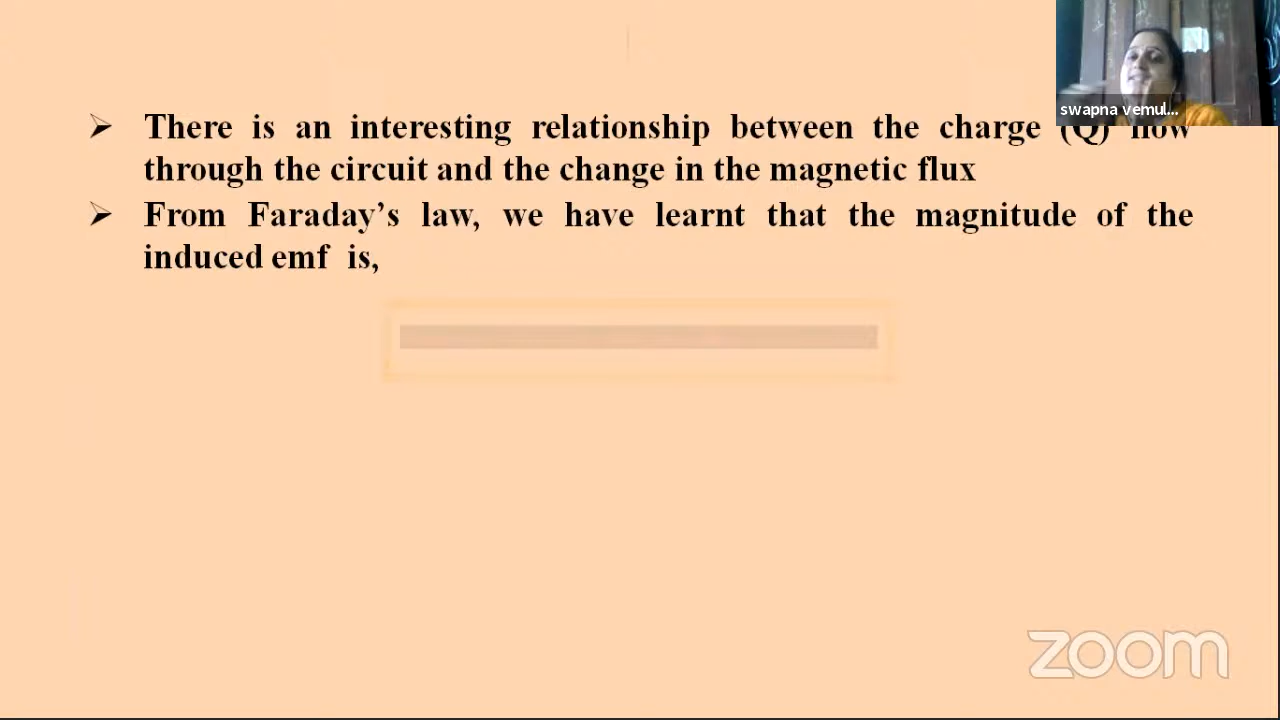 swapna vemul...
➢ There is an interesting relationship between the charge (Q) flow
through the circuit and the change in the magnetic flux
➢ From Faraday’s law, we have learnt that the magnitude of the
induced emf is,
zoom